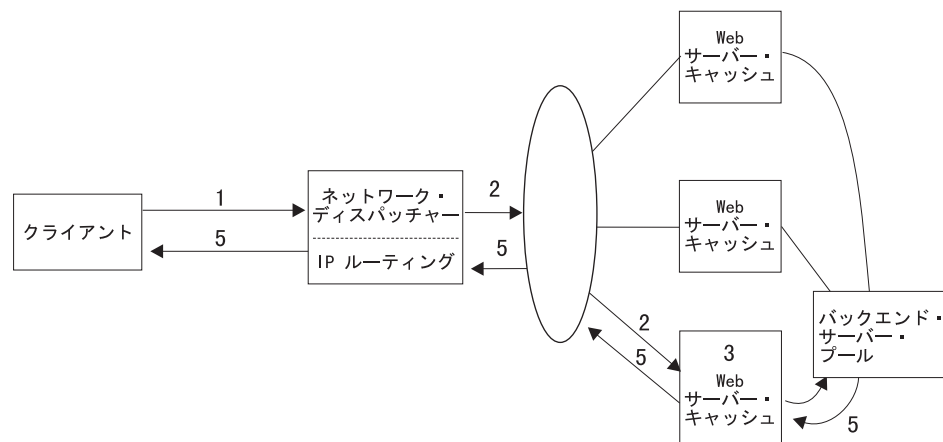 Web
サーバー・
キャッシュ
1
ネットワーク・
ディスパッチャー
2
クライアント
5
IP ルーティング
5
Web
サーバー・
キャッシュ
2
5
バックエンド・
サーバー・
プール
3
Web
サーバー・
キャッシュ
5